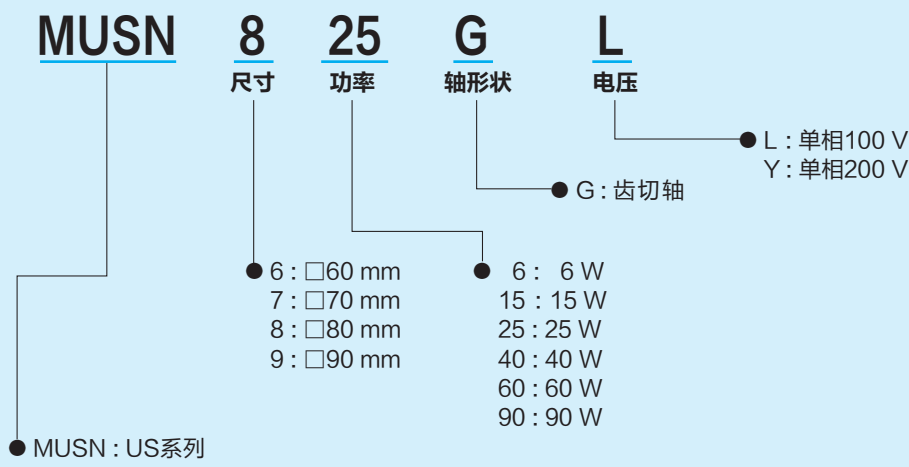 MUSN 8 25 G L
尺寸 功率 轴形状 电压
L : 单相100 V
Y : 单相200 V
G : 齿切轴
6 : □60 mm
7 : □70 mm
8 : □80 mm
9 : □90 mm
6 : 6 W
15 : 15 W
25 : 25 W
40 : 40 W
60 : 60 W
90 : 90 W
MUSN : US系列